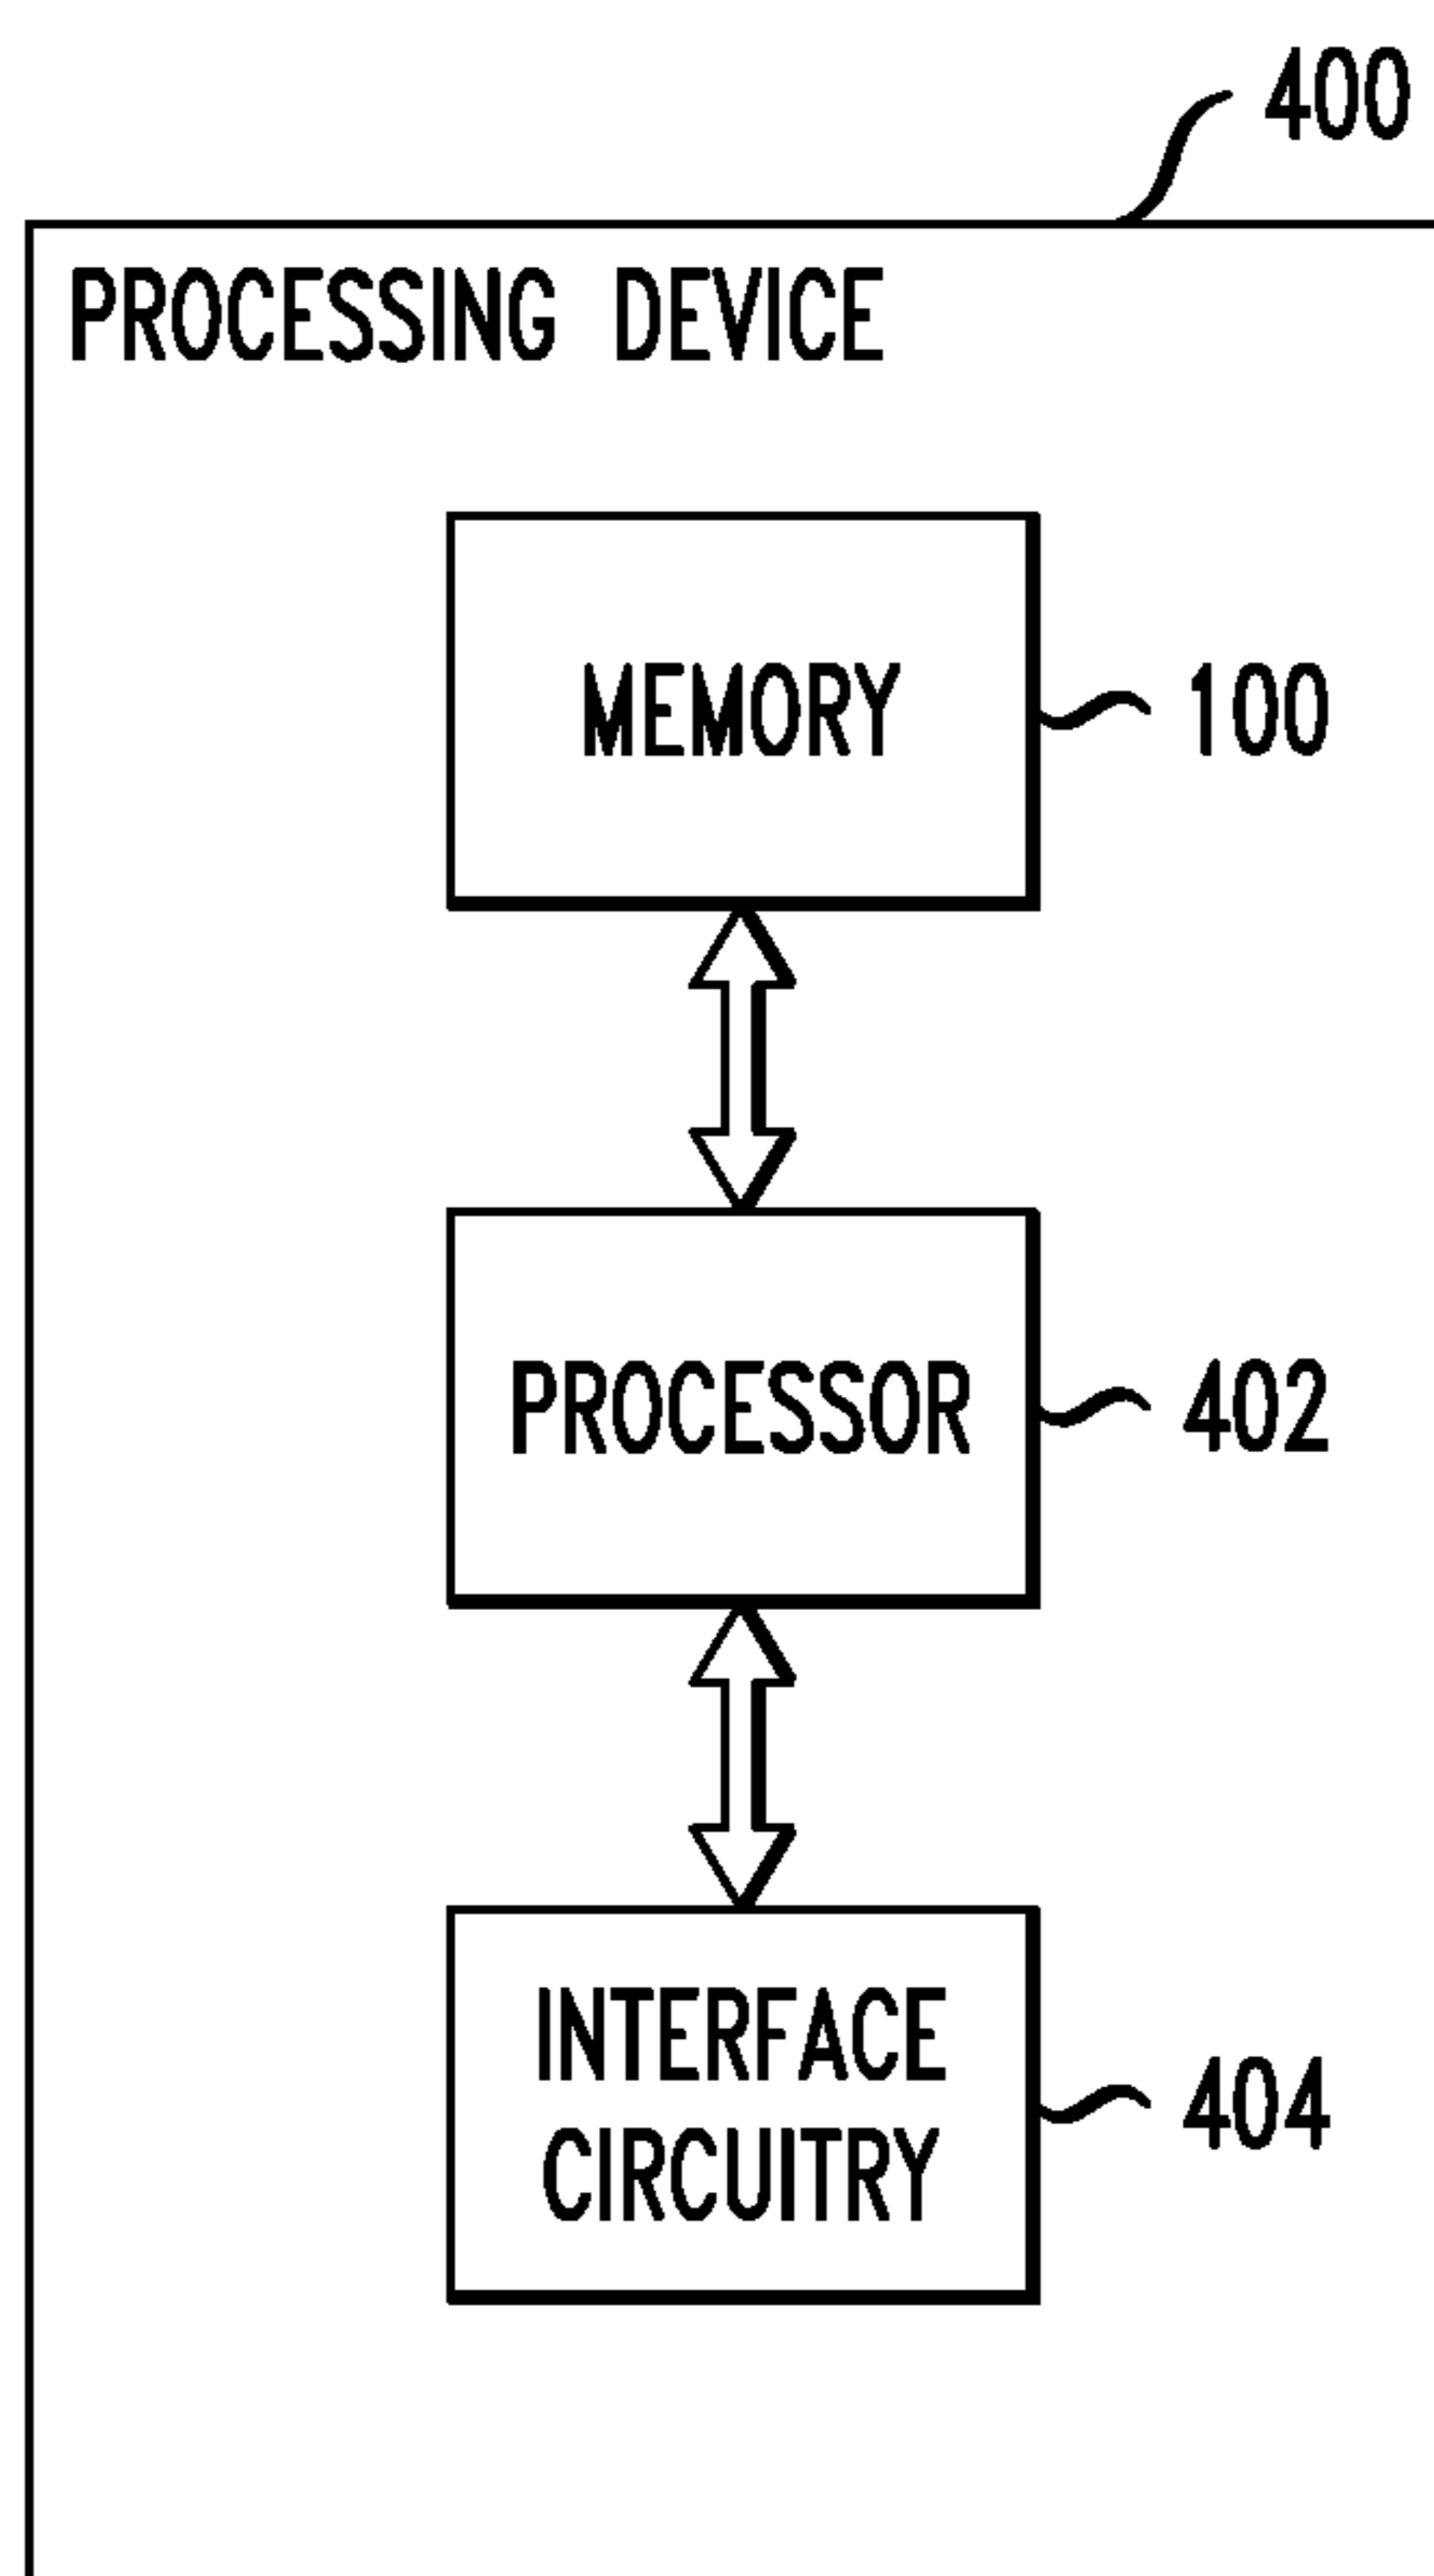 400
PROCESSING DEVICE
MEMORY
100
PROCESSOR
402
INTERFACE
CIRCUITRY
404